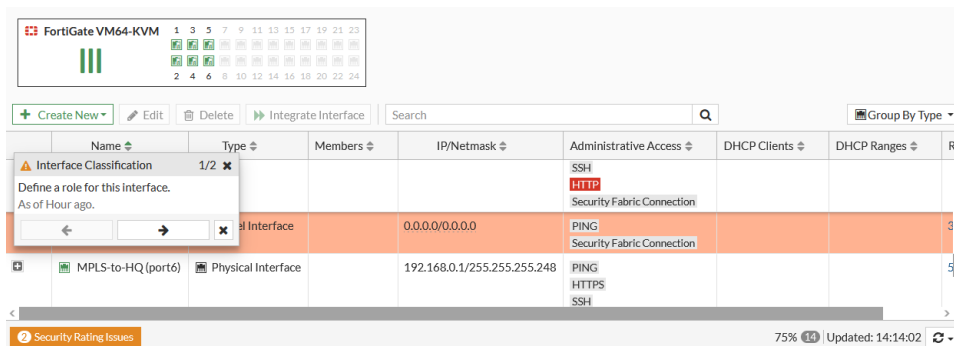 FortiGate VM64-KVM
1 3 5 7 9 11 13 15 17 19 21 23
2 4 6 8 10 12 14 16 18 20 22 24
+ Create New Edit Delete Integrate Interface Search Group By Type
Name Type Members IP/Netmask Administrative Access DHCP Clients DHCP Ranges R
Interface Classification 1/2
Define a role for this interface.
As of Hour ago.
SSH
HTTP
Security Fabric Connection
el Interface 0.0.0.0/0.0.0.0 PING 3
Security Fabric Connection
MPLS-to-HQ (port6) Physical Interface 192.168.0.1/255.255.255.248 PING 5
HTTPS
SSH
2 Security Rating Issues 75% 14 Updated: 14:14:02